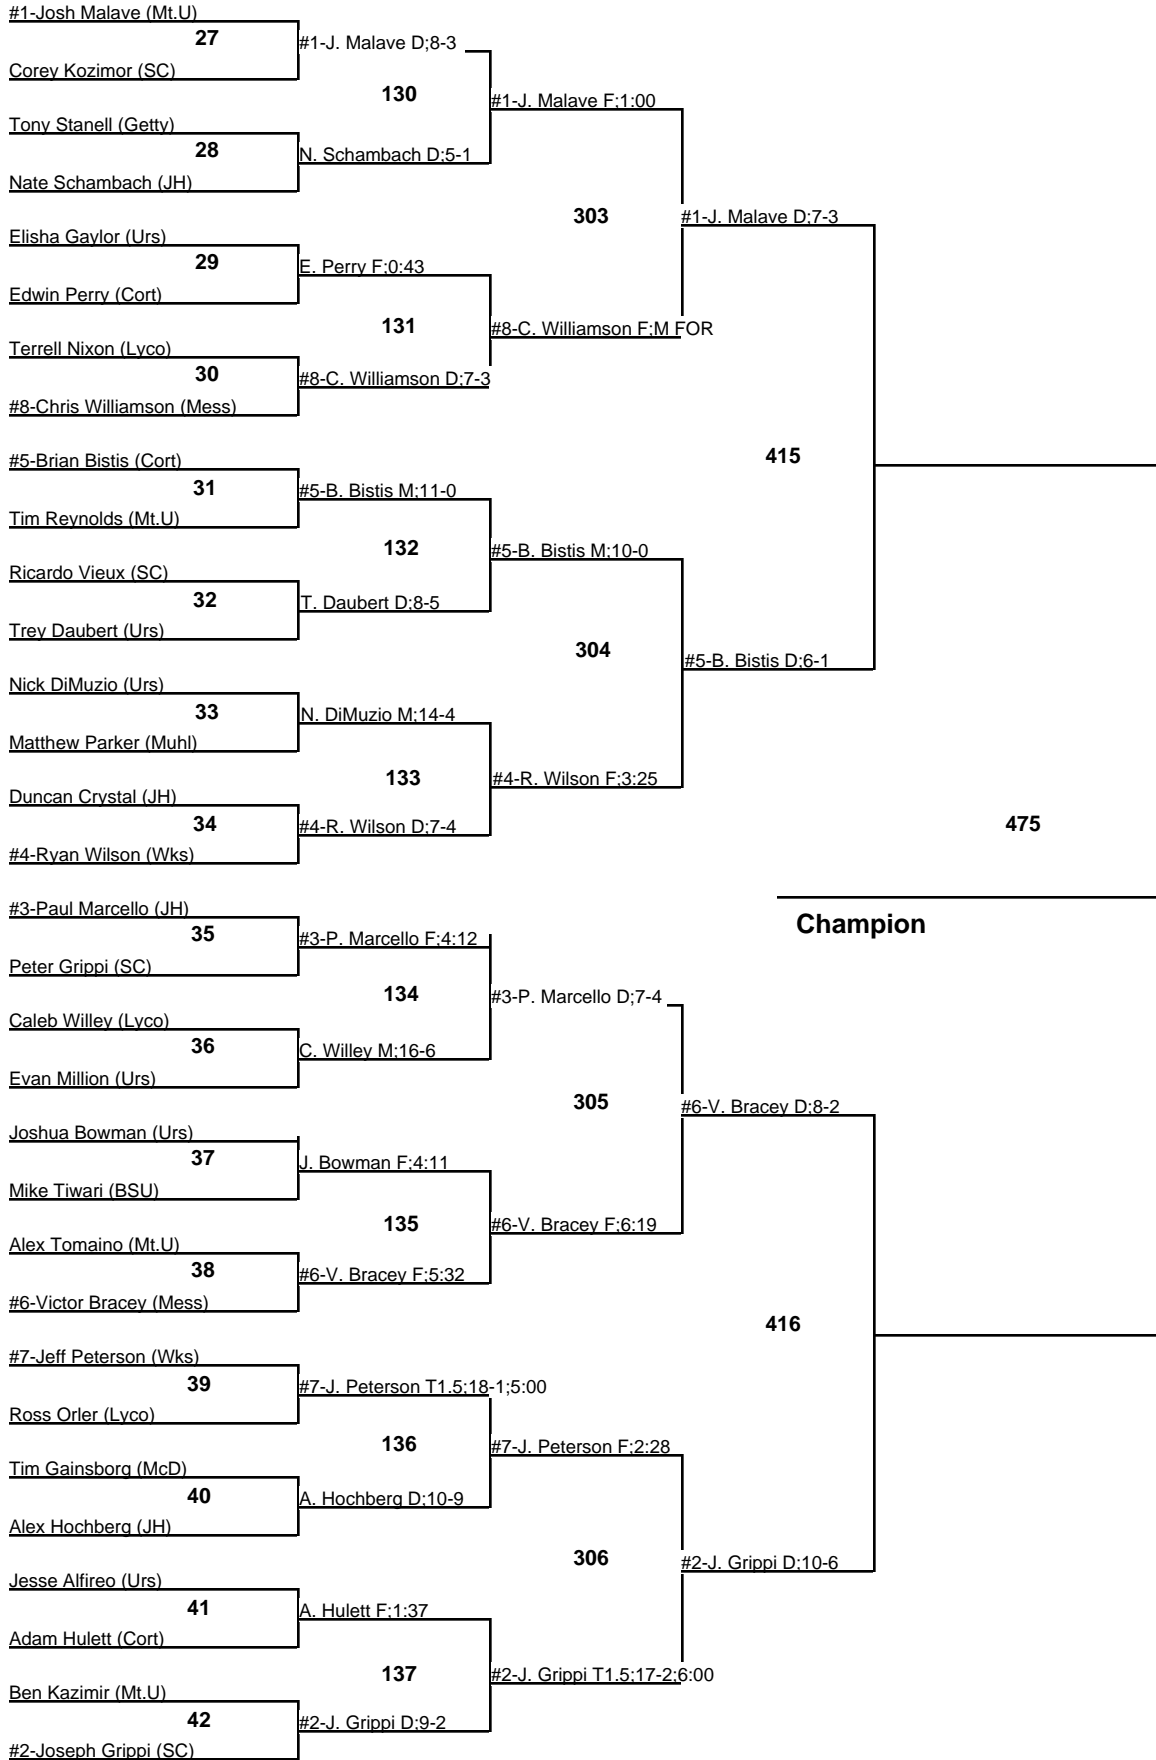 #1-Josh Malave (Mt.U)
27
#1-J. Malave D;8-3
Corey Kozimor (SC)
130
#1-J. Malave F;1:00
Tony Stanell (Getty)
28
N. Schambach D;5-1
Nate Schambach (JH)
303
#1-J. Malave D;7-3
Elisha Gaylor (Urs)
29
E. Perry F;0:43
Edwin Perry (Cort)
131
#8-C. Williamson F;M FOR
Terrell Nixon (Lyco)
30
#8-C. Williamson D;7-3
#8-Chris Williamson (Mess)
415
#5-Brian Bistis (Cort)
31
#5-B. Bistis M;11-0
Tim Reynolds (Mt.U)
132
#5-B. Bistis M;10-0
Ricardo Vieux (SC)
32
T. Daubert D;8-5
Trey Daubert (Urs)
304
#5-B. Bistis D;6-1
Nick DiMuzio (Urs)
33
N. DiMuzio M;14-4
Matthew Parker (Muhl)
133
#4-R. Wilson F;3:25
Duncan Crystal (JH)
34
#4-R. Wilson D;7-4
#4-Ryan Wilson (Wks)
475
Champion
#3-Paul Marcello (JH)
35
#3-P. Marcello F;4:12
Peter Grippi (SC)
134
#3-P. Marcello D;7-4
Caleb Willey (Lyco)
36
C. Willey M;16-6
Evan Million (Urs)
305
#6-V. Bracey D;8-2
Joshua Bowman (Urs)
37
J. Bowman F;4:11
Mike Tiwari (BSU)
135
#6-V. Bracey F;6:19
Alex Tomaino (Mt.U)
38
#6-V. Bracey F;5:32
#6-Victor Bracey (Mess)
416
#7-Jeff Peterson (Wks)
39
#7-J. Peterson T1.5;18-1;5:00
Ross Orler (Lyco)
136
#7-J. Peterson F;2:28
Tim Gainsborg (McD)
40
A. Hochberg D;10-9
Alex Hochberg (JH)
306
#2-J. Grippi D;10-6
Jesse Alfireo (Urs)
41
A. Hulett F;1:37
Adam Hulett (Cort)
137
#2-J. Grippi T1.5;17-2;6:00
Ben Kazimir (Mt.U)
42
#2-J. Grippi D;9-2
#2-Joseph Grippi (SC)